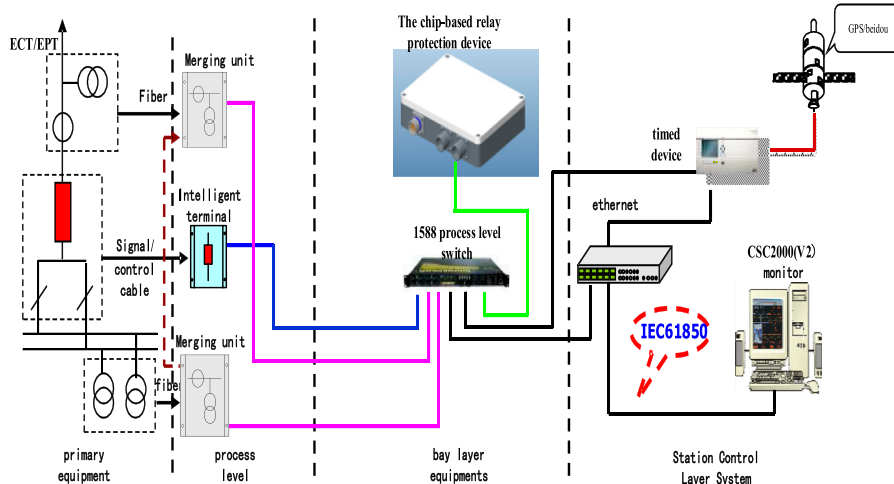 ECT/EPT
Fiber
Merging unit
Intelligent
terminal
Signal/
control
cable
Merging unit
fiber
The chip-based relay
protection device
1588 process level
switch
GPS/beidou
timed
device
ethernet
CSC2000(V2)
monitor
IEC61850
primary
equipment
process
level
bay layer
equipments
Station Control
Layer System